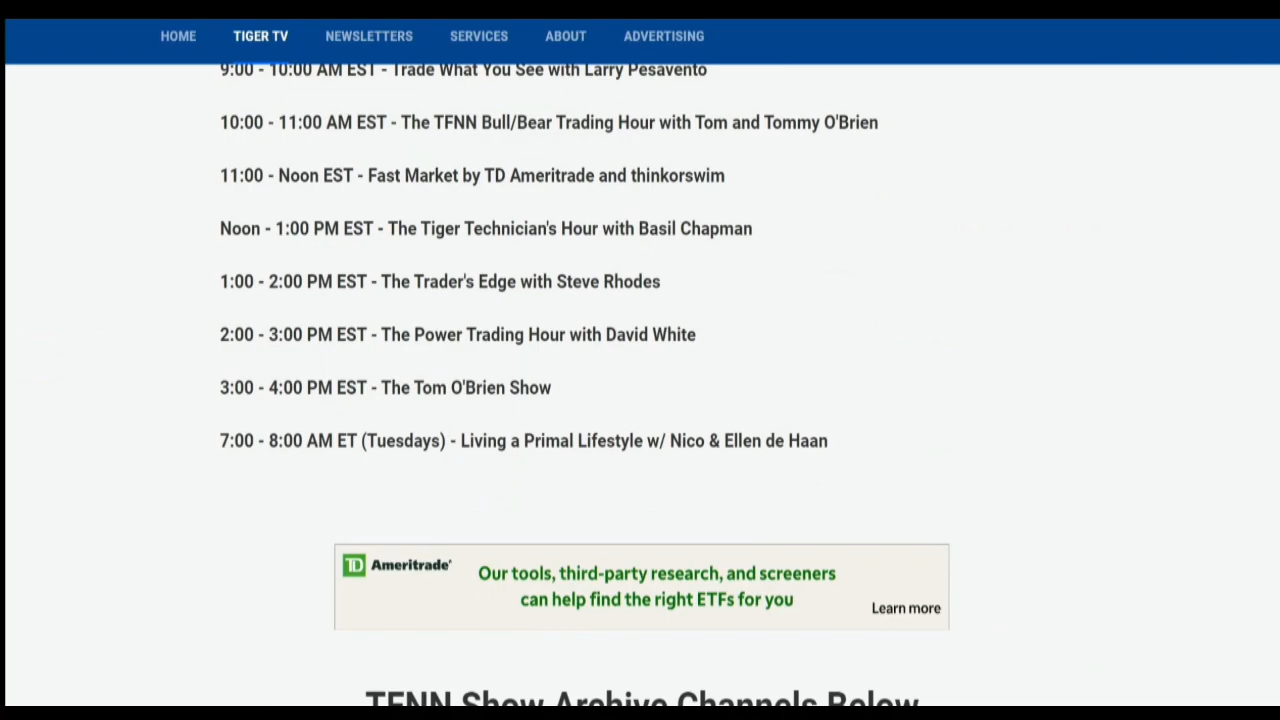 HOME TIGER TV NEWSLETTERS SERVICES ABOUT ADVERTISING
9:00 - 10:00 AM EST - Trade What You See with Larry Pesavento
10:00 - 11:00 AM EST - The TFNN Bull/Bear Trading Hour with Tom and Tommy O'Brien
11:00 - Noon EST - Fast Market by TD Ameritrade and thinkorswim
Noon - 1:00 PM EST - The Tiger Technician's Hour with Basil Chapman
1:00 - 2:00 PM EST - The Trader's Edge with Steve Rhodes
2:00 - 3:00 PM EST - The Power Trading Hour with David White
3:00 - 4:00 PM EST - The Tom O'Brien Show
7:00 - 8:00 AM ET (Tuesdays) - Living a Primal Lifestyle w/ Nico & Ellen de Haan
TD Ameritrade
Our tools, third-party research, and screeners
can help find the right ETFs for you
Learn more
TFNN Show Archive Channels Below